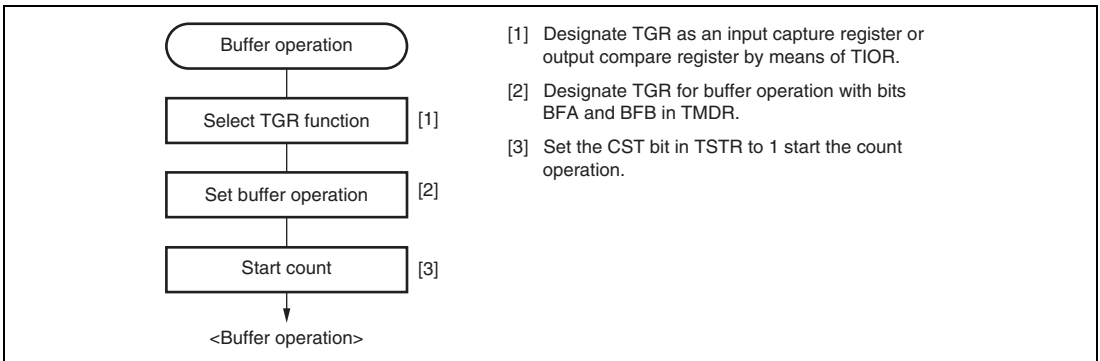 Buffer operation
Select TGR function
[1]
Set buffer operation
[2]
Start count
[3]
<Buffer operation>
[1] Designate TGR as an input capture register or
output compare register by means of TIOR.
[2] Designate TGR for buffer operation with bits
BFA and BFB in TMDR.
[3] Set the CST bit in TSTR to 1 start the count
operation.